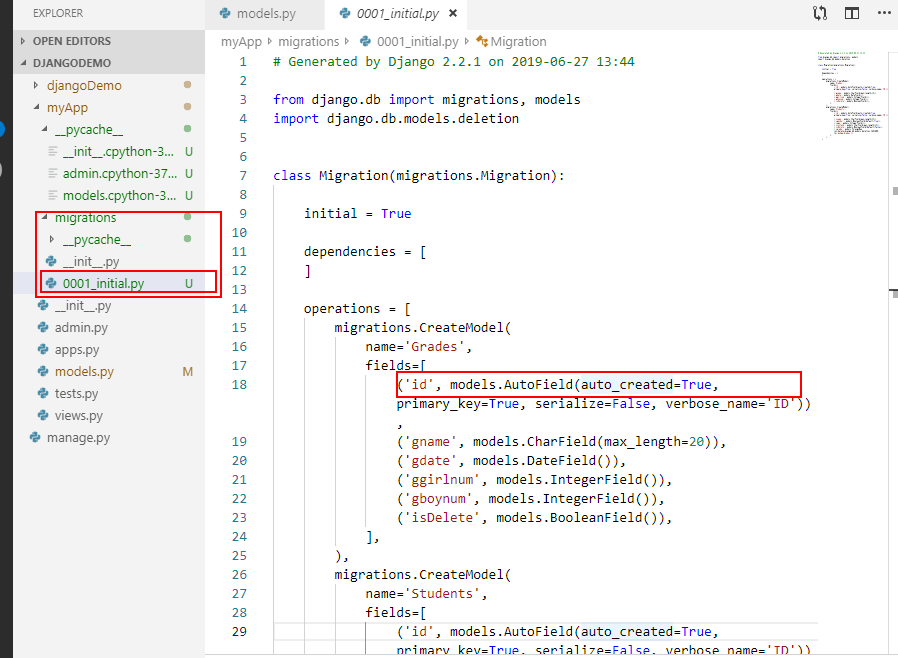 EXPLORER
OPEN EDITORS
DJANGODEMO
djangoDemo
myApp
__pycache__
__init__.cpython-3... U
admin.cpython-37... U
models.cpython-3... U
migrations
__pycache__
__init__.py
0001_initial.py U
__init__.py
admin.py
apps.py
models.py M
tests.py
views.py
manage.py
models.py 0001_initial.py
myApp migrations 0001_initial.py Migration
1 # Generated by Django 2.2.1 on 2019-06-27 13:44
2
3 from django.db import migrations, models
4 import django.db.models.deletion
5
6
7 class Migration(migrations.Migration):
8
9 initial = True
10
11 dependencies = [
12 ]
13
14 operations = [
15 migrations.CreateModel(
16 name='Grades',
17 fields=[
18 ('id', models.AutoField(auto_created=True,
primary_key=True, serialize=False, verbose_name='ID'))
,
19 ('gname', models.CharField(max_length=20)),
20 ('gdate', models.DateField()),
21 ('ggirlnum', models.IntegerField()),
22 ('gboynum', models.IntegerField()),
23 ('isDelete', models.BooleanField()),
24 ],
25 ),
26 migrations.CreateModel(
27 name='Students',
28 fields=[
29 ('id', models.AutoField(auto_created=True,
primary_key=True, serialize=False, verbose_name='ID'))